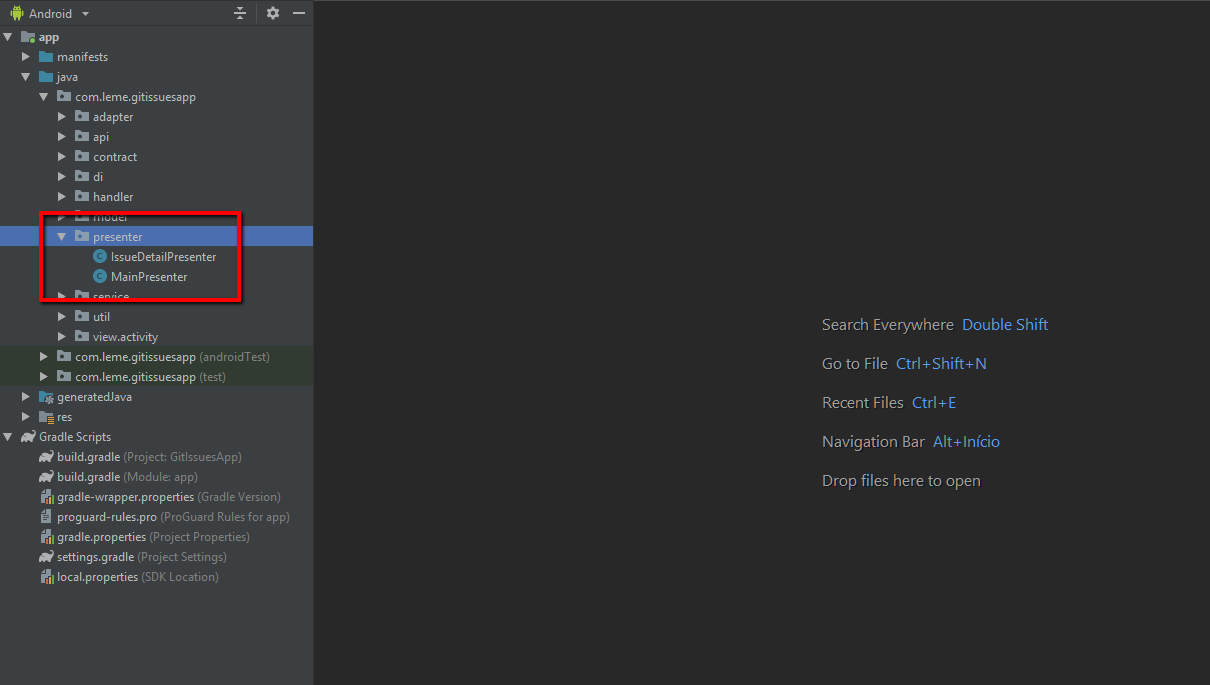 Android
app
manifests
java
com.leme.gitissuesapp
adapter
api
contract
di
handler
model
presenter
IssueDetailPresenter
MainPresenter
service
util
view.activity
com.leme.gitissuesapp (androidTest)
com.leme.gitissuesapp (test)
generatedJava
res
Gradle Scripts
build.gradle (Project: GitIssuesApp)
build.gradle (Module: app)
gradle-wrapper.properties (Gradle Version)
proguard-rules.pro (ProGuard Rules for app)
gradle.properties (Project Properties)
settings.gradle (Project Settings)
local.properties (SDK Location)
Search Everywhere Double Shift
Go to File Ctrl+Shift+N
Recent Files Ctrl+E
Navigation Bar Alt+Início
Drop files here to open